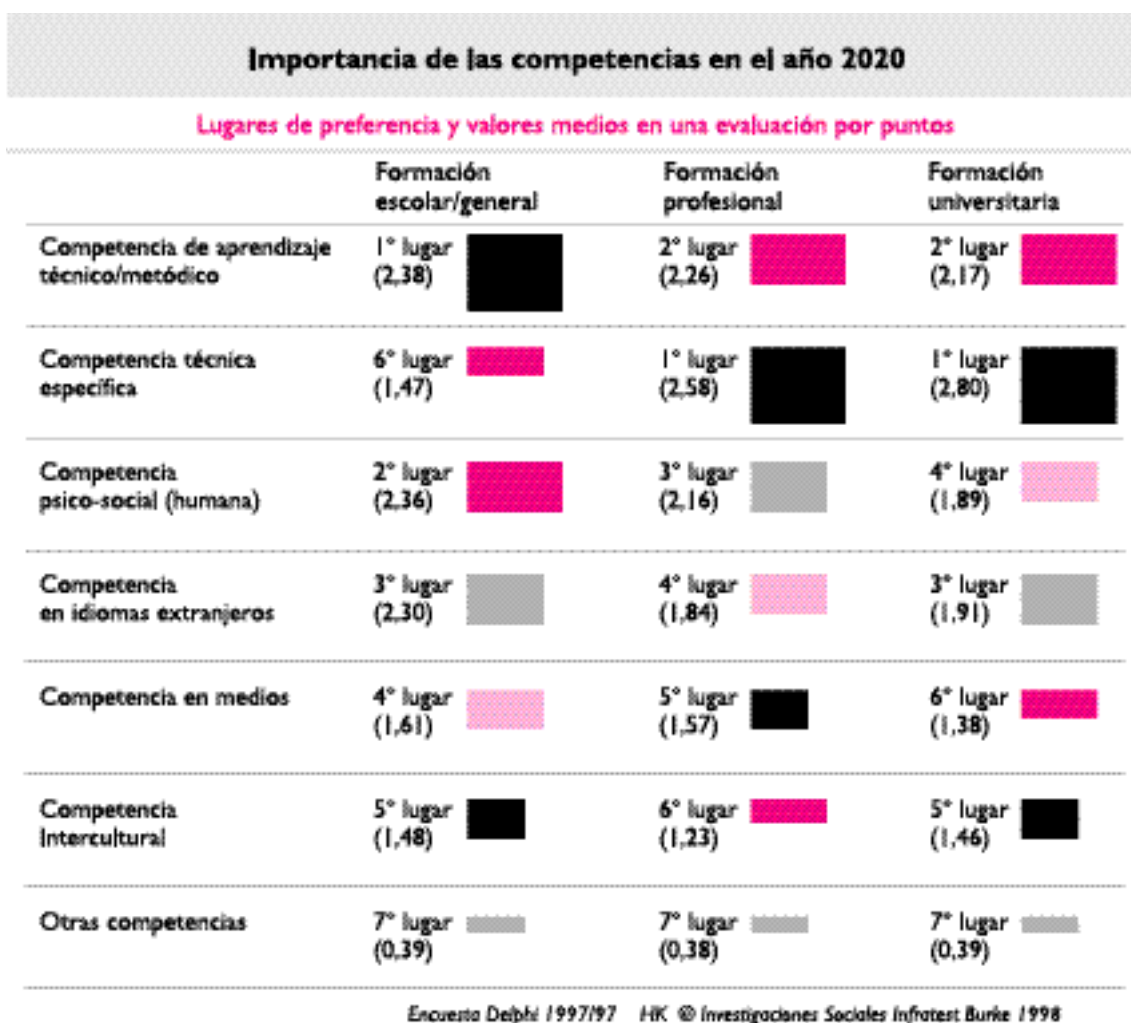 Importancia de las competencias en el año 2020
Lugares de preferencia y valores medios en una evaluación por puntos
Formación escolar/general
Formación profesional
Formación universitaria
Competencia de aprendizaje técnico/metódico
1° lugar (2,38)
2° lugar (2,26)
2° lugar (2,17)
Competencia técnica específica
6° lugar (1,47)
1° lugar (2,58)
1° lugar (2,80)
Competencia psico-social (humana)
2° lugar (2,36)
3° lugar (2,16)
4° lugar (1,89)
Competencia en idiomas extranjeros
3° lugar (2,30)
4° lugar (1,84)
3° lugar (1,91)
Competencia en medios
4° lugar (1,61)
5° lugar (1,57)
6° lugar (1,38)
Competencia Intercultural
5° lugar (1,48)
6° lugar (1,23)
5° lugar (1,46)
Otras competencias
7° lugar (0,39)
7° lugar (0,38)
7° lugar (0,39)
Encuesta Delphi 1997/97 HK © Investigaciones Sociales Infratest Burke 1998